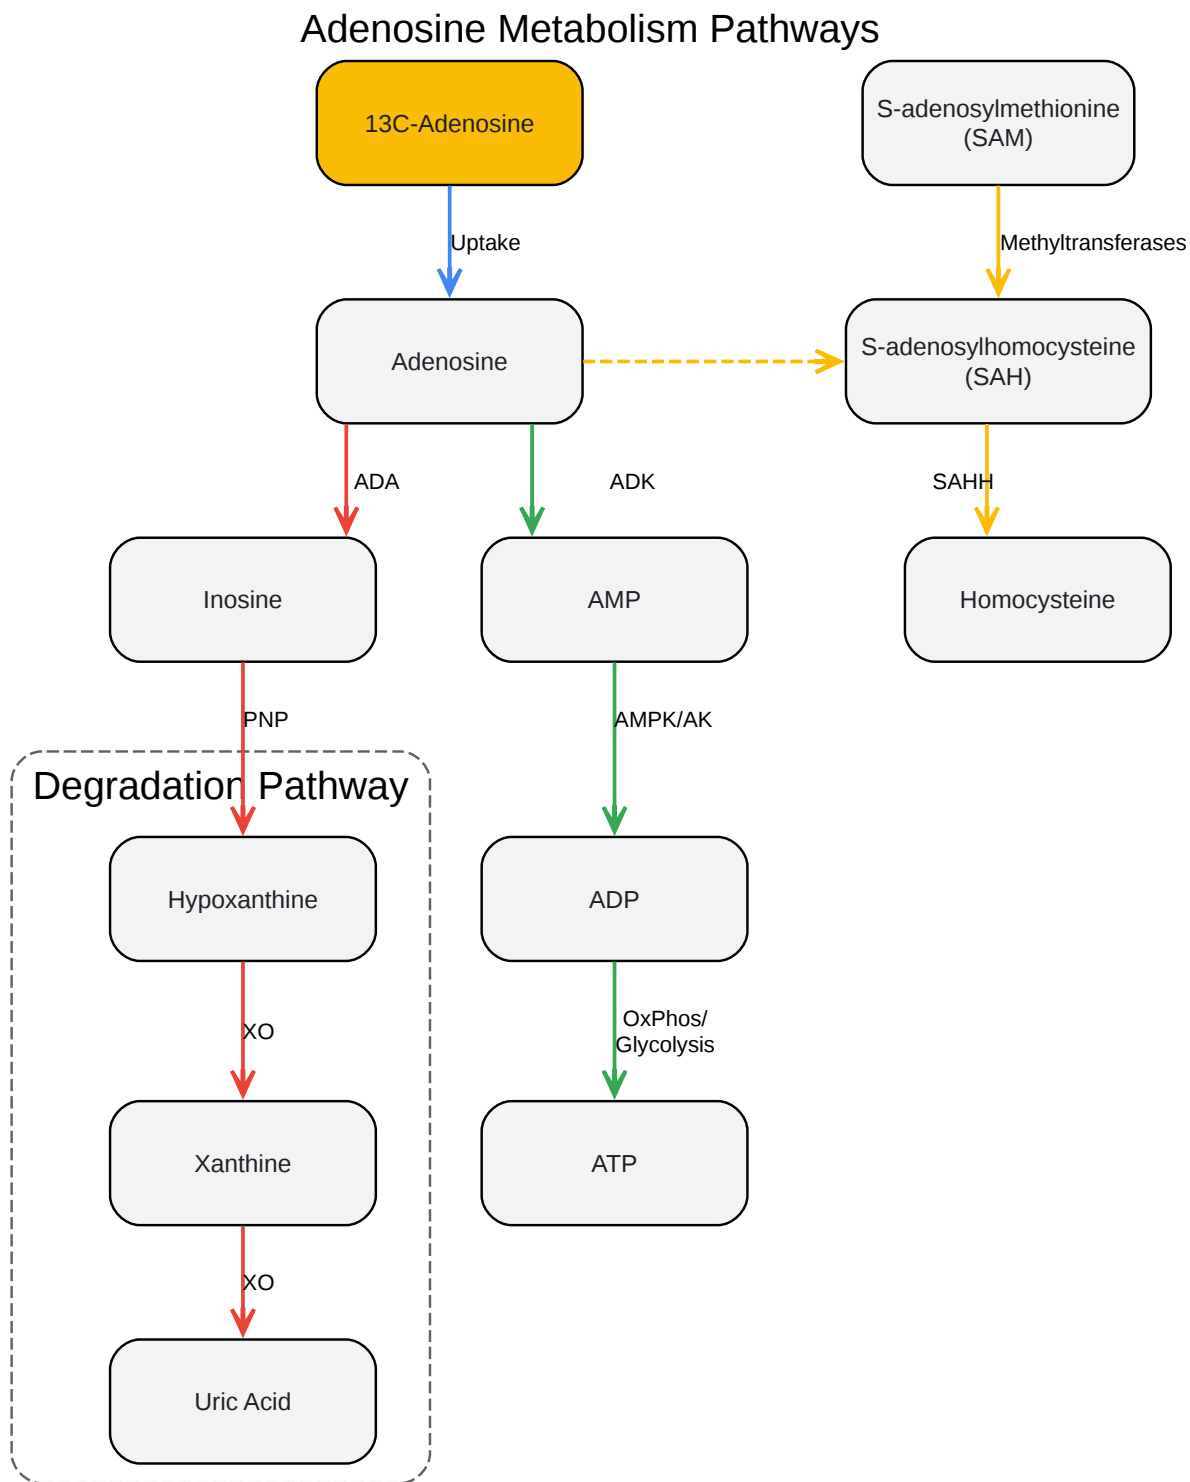 Adenosine Metabolism Pathways
13C-Adenosine
S-adenosylmethionine
(SAM)
Uptake
Methyltransferases
Adenosine
S-adenosylhomocysteine
(SAH)
ADA
ADK
SAHH
Inosine
AMP
Homocysteine
PNP
AMPK/AK
Degradation Pathway
Hypoxanthine
ADP
XO
OxPhos/
Glycolysis
Xanthine
ATP
XO
Uric Acid